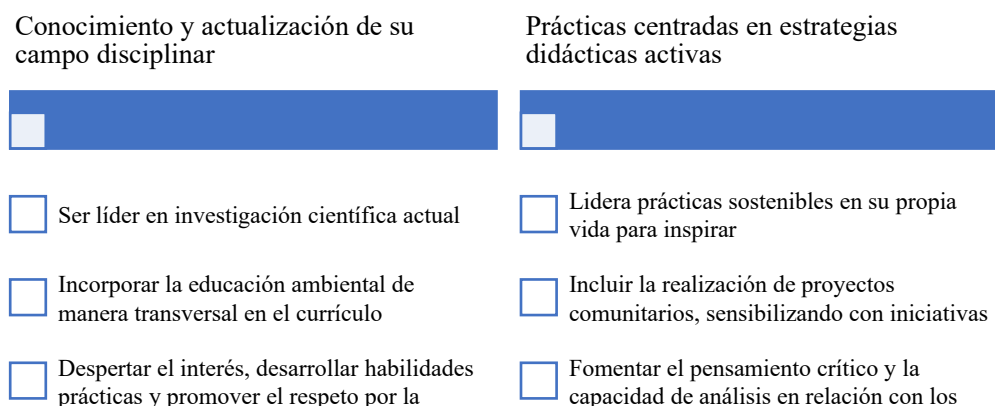 Conocimiento y actualización de su
campo disciplinar
Ser líder en investigación científica actual
Incorporar la educación ambiental de
manera transversal en el currículo
Despertar el interés, desarrollar habilidades
prácticas y promover el respeto por la
Prácticas centradas en estrategias
didácticas activas
Lidera prácticas sostenibles en su propia
vida para inspirar
Incluir la realización de proyectos
comunitarios, sensibilizando con iniciativas
Fomentar el pensamiento crítico y la
capacidad de análisis en relación con los